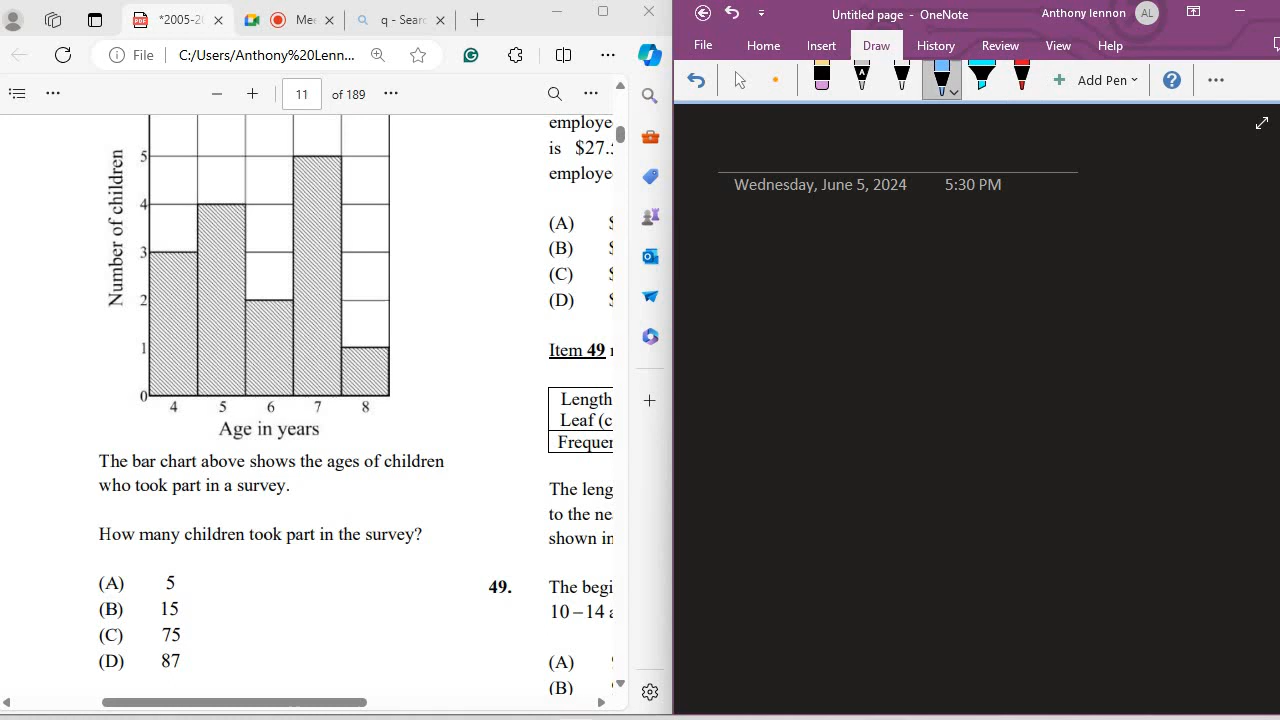 *2005-2
Mee
q - Searc
Untitled page - OneNote
Anthony lennon
AL
File
C:/Users/Anthony%20Lenn...
File
Home
Insert
Draw
History
Review
View
Help
11
of 189
A
Add Pen
Wednesday, June 5, 2024
5:30 PM
Number of children
5
4
3
2
1
0
4 5 6 7 8
Age in years
The bar chart above shows the ages of children
who took part in a survey.
How many children took part in the survey?
(A) 5
(B) 15
(C) 75
(D) 87
employe
is $27.5
employe
(A) $
(B) $
(C) $
(D) $
Item 49 r
Length
Leaf (c
Frequer
The leng
to the ne
shown in
49. The begi
10 – 14 a
(A)
(B)